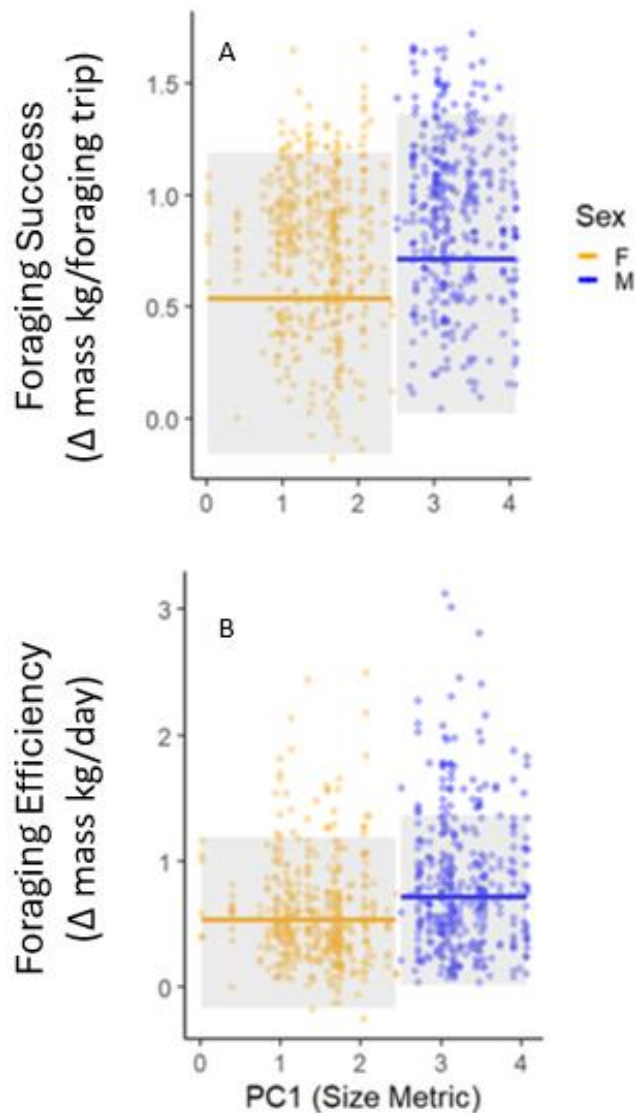 A
Foraging Success
(Δ mass kg/foraging trip)
1.5
1.0
0.5
0.0
0 1 2 3 4
Sex
F
M
B
Foraging Efficiency
(Δ mass kg/day)
3
2
1
0
0 1 2 3 4
PC1 (Size Metric)